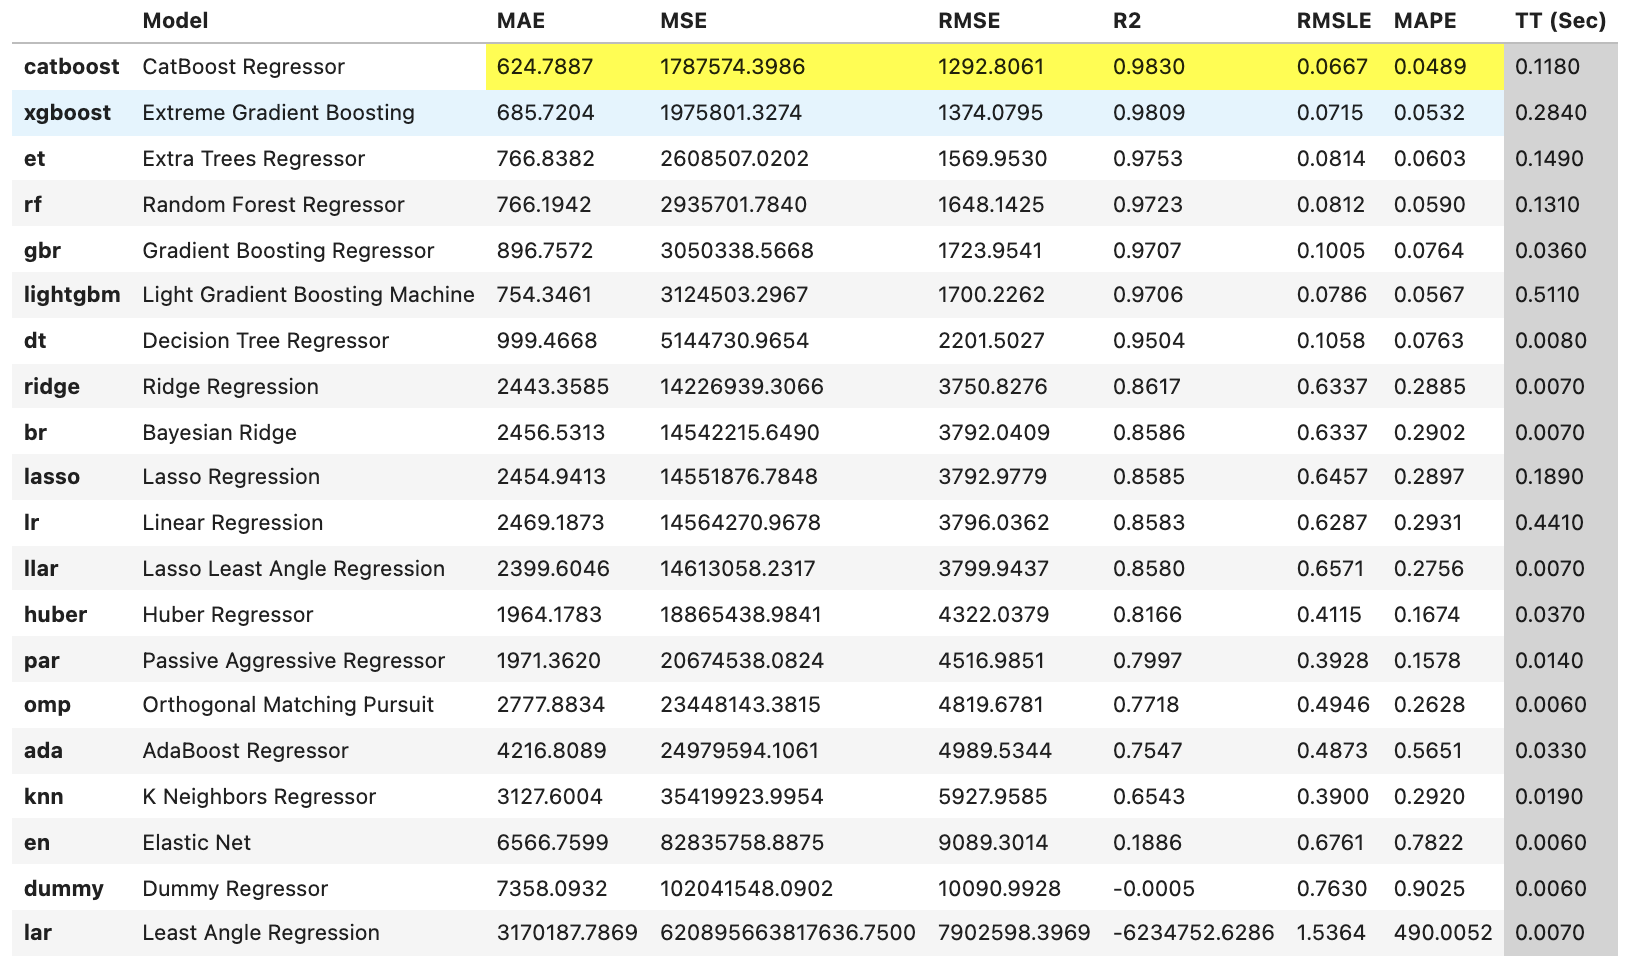 Model MAE MSE RMSE R2 RMSLE MAPE TT (Sec)
catboost CatBoost Regressor 624.7887 1787574.3986 1292.8061 0.9830 0.0667 0.0489 0.1180
xgboost Extreme Gradient Boosting 685.7204 1975801.3274 1374.0795 0.9809 0.0715 0.0532 0.2840
et Extra Trees Regressor 766.8382 2608507.0202 1569.9530 0.9753 0.0814 0.0603 0.1490
rf Random Forest Regressor 766.1942 2935701.7840 1648.1425 0.9723 0.0812 0.0590 0.1310
gbr Gradient Boosting Regressor 896.7572 3050338.5668 1723.9541 0.9707 0.1005 0.0764 0.0360
lightgbm Light Gradient Boosting Machine 754.3461 3124503.2967 1700.2262 0.9706 0.0786 0.0567 0.5110
dt Decision Tree Regressor 999.4668 5144730.9654 2201.5027 0.9504 0.1058 0.0763 0.0080
ridge Ridge Regression 2443.3585 14226939.3066 3750.8276 0.8617 0.6337 0.2885 0.0070
br Bayesian Ridge 2456.5313 14542215.6490 3792.0409 0.8586 0.6337 0.2902 0.0070
lasso Lasso Regression 2454.9413 14551876.7848 3792.9779 0.8585 0.6457 0.2897 0.1890
lr Linear Regression 2469.1873 14564270.9678 3796.0362 0.8583 0.6287 0.2931 0.4410
llar Lasso Least Angle Regression 2399.6046 14613058.2317 3799.9437 0.8580 0.6571 0.2756 0.0070
huber Huber Regressor 1964.1783 18865438.9841 4322.0379 0.8166 0.4115 0.1674 0.0370
par Passive Aggressive Regressor 1971.3620 20674538.0824 4516.9851 0.7997 0.3928 0.1578 0.0140
omp Orthogonal Matching Pursuit 2777.8834 23448143.3815 4819.6781 0.7718 0.4946 0.2628 0.0060
ada AdaBoost Regressor 4216.8089 24979594.1061 4989.5344 0.7547 0.4873 0.5651 0.0330
knn K Neighbors Regressor 3127.6004 35419923.9954 5927.9585 0.6543 0.3900 0.2920 0.0190
en Elastic Net 6566.7599 82835758.8875 9089.3014 0.1886 0.6761 0.7822 0.0060
dummy Dummy Regressor 7358.0932 102041548.0902 10090.9928 -0.0005 0.7630 0.9025 0.0060
lar Least Angle Regression 3170187.7869 620895663817636.7500 7902598.3969 -6234752.6286 1.5364 490.0052 0.0070